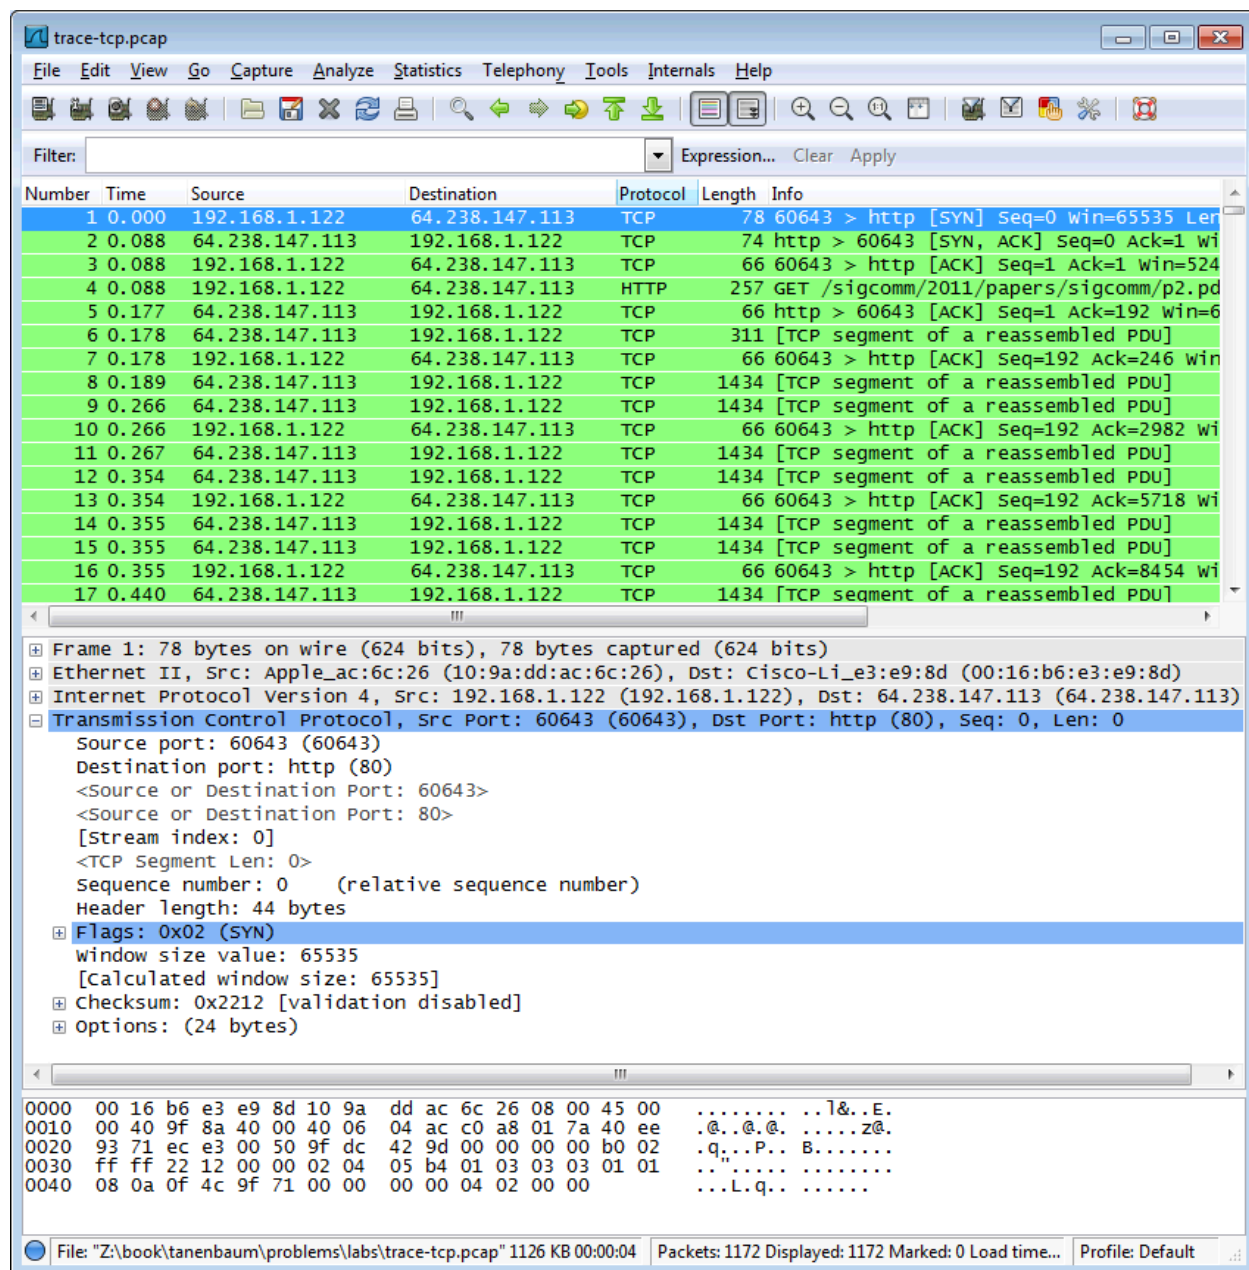 trace-tcp.pcap
File Edit View Go Capture Analyze Statistics Telephony Tools Internals Help
Filter: Expression... Clear Apply
Number Time Source Destination Protocol Length Info
1 0.000 192.168.1.122 64.238.147.113 TCP 78 60643 > http [SYN] Seq=0 Win=65535 Len
2 0.088 64.238.147.113 192.168.1.122 TCP 74 http > 60643 [SYN, ACK] Seq=0 Ack=1 Wi
3 0.088 192.168.1.122 64.238.147.113 TCP 66 60643 > http [ACK] Seq=1 Ack=1 Win=524
4 0.088 192.168.1.122 64.238.147.113 HTTP 257 GET /sigcomm/2011/papers/sigcomm/p2.pd
5 0.177 64.238.147.113 192.168.1.122 TCP 66 http > 60643 [ACK] Seq=1 Ack=192 Win=6
6 0.178 64.238.147.113 192.168.1.122 TCP 311 [TCP segment of a reassembled PDU]
7 0.178 192.168.1.122 64.238.147.113 TCP 66 60643 > http [ACK] Seq=192 Ack=246 Win
8 0.189 64.238.147.113 192.168.1.122 TCP 1434 [TCP segment of a reassembled PDU]
9 0.266 64.238.147.113 192.168.1.122 TCP 1434 [TCP segment of a reassembled PDU]
10 0.266 192.168.1.122 64.238.147.113 TCP 66 60643 > http [ACK] Seq=192 Ack=2982 Wi
11 0.267 64.238.147.113 192.168.1.122 TCP 1434 [TCP segment of a reassembled PDU]
12 0.354 64.238.147.113 192.168.1.122 TCP 1434 [TCP segment of a reassembled PDU]
13 0.354 192.168.1.122 64.238.147.113 TCP 66 60643 > http [ACK] Seq=192 Ack=5718 Wi
14 0.355 64.238.147.113 192.168.1.122 TCP 1434 [TCP segment of a reassembled PDU]
15 0.355 64.238.147.113 192.168.1.122 TCP 1434 [TCP segment of a reassembled PDU]
16 0.355 192.168.1.122 64.238.147.113 TCP 66 60643 > http [ACK] Seq=192 Ack=8454 Wi
17 0.440 64.238.147.113 192.168.1.122 TCP 1434 [TCP segment of a reassembled PDU]
Frame 1: 78 bytes on wire (624 bits), 78 bytes captured (624 bits)
Ethernet II, Src: Apple_ac:6c:26 (10:9a:dd:ac:6c:26), Dst: Cisco-Li_e3:e9:8d (00:16:b6:e3:e9:8d)
Internet Protocol Version 4, Src: 192.168.1.122 (192.168.1.122), Dst: 64.238.147.113 (64.238.147.113)
Transmission Control Protocol, Src Port: 60643 (60643), Dst Port: http (80), Seq: 0, Len: 0
Source port: 60643 (60643)
Destination port: http (80)
<Source or Destination Port: 60643>
<Source or Destination Port: 80>
[Stream index: 0]
<TCP Segment Len: 0>
Sequence number: 0 (relative sequence number)
Header length: 44 bytes
Flags: 0x02 (SYN)
Window size value: 65535
[Calculated window size: 65535]
Checksum: 0x2212 [validation disabled]
Options: (24 bytes)
0000 00 16 b6 e3 e9 8d 10 9a dd ac 6c 26 08 00 45 00 ........ ..l&..E.
0010 00 40 9f 8a 40 00 40 06 04 ac c0 a8 01 7a 40 ee .@..@.@. .....z@.
0020 93 71 ec e3 00 50 9f dc 42 9d 00 00 00 00 b0 02 .q...P.. B.......
0030 ff ff 22 12 00 00 02 04 05 b4 01 03 03 03 01 01 .."..... ........
0040 08 0a 0f 4c 9f 71 00 00 00 00 04 02 00 00 ...L.q.. ......
File: "Z:\book\tanenbaum\problems\labs\trace-tcp.pcap" 1126 KB 00:00:04 Packets: 1172 Displayed: 1172 Marked: 0 Load time... Profile: Default